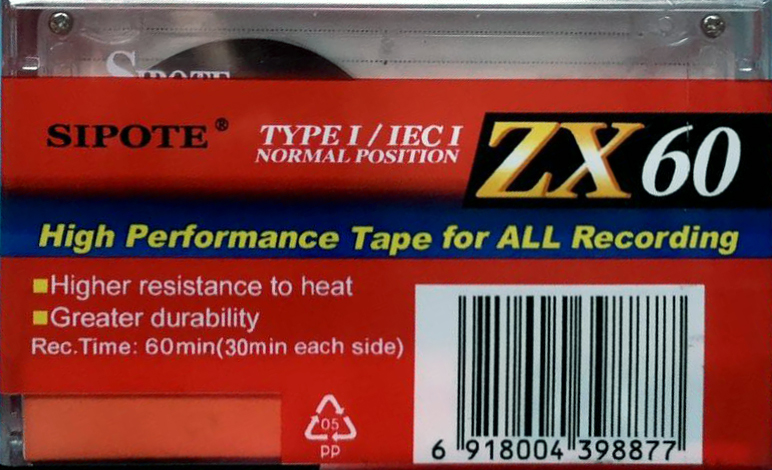 SIPOTE
SIPOTE®
TYPE I / IEC I
NORMAL POSITION
ZX 60
High Performance Tape for ALL Recording
Higher resistance to heat
Greater durability
Rec.Time: 60min(30min each side)
05
PP
6 918004 398877